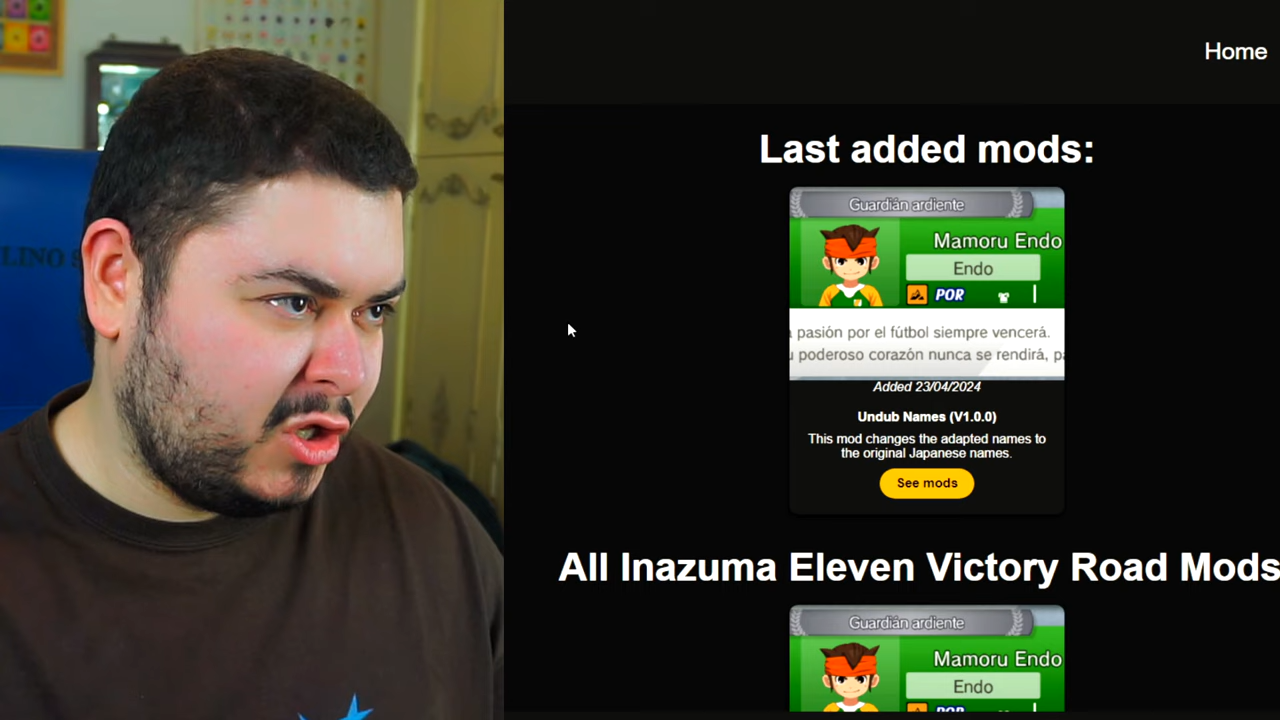 Home
Last added mods:
Guardián ardiente
Mamoru Endo
Endo
POR
pasión por el fútbol siempre vencerá.
poderoso corazón nunca se rendirá,
Added 23/04/2024
Undub Names (V1.0.0)
This mod changes the adapted names to
the original Japanese names.
See mods
All Inazuma Eleven Victory Road Mods
Guardián ardiente
Mamoru Endo
Endo
POR
LINO